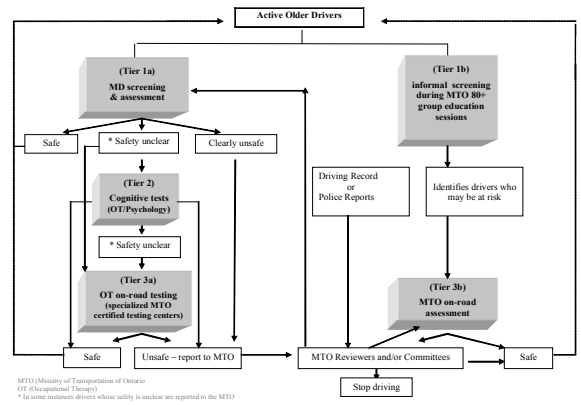 Active Older Drivers
(Tier 1a)
MD screening
& assessment
(Tier 1b)
informal screening
during MTO 80+
group education
sessions
Safe
* Safety unclear
Clearly unsafe
Driving Record
or
Police Reports
Identifies drivers who
may be at risk
(Tier 2)
Cognitive tests
(OT/Psychology)
* Safety unclear
(Tier 3a)
OT on-road testing
(specialized MTO
certified testing centers)
(Tier 3b)
MTO on-road
assessment
Safe
Unsafe – report to MTO
MTO Reviewers and/or Committees
Safe
Stop driving
MTO (Ministry of Transportation of Ontario
OT (Occupational Therapy)
* In some instances drivers whose safety is unclear are reported to the MTO